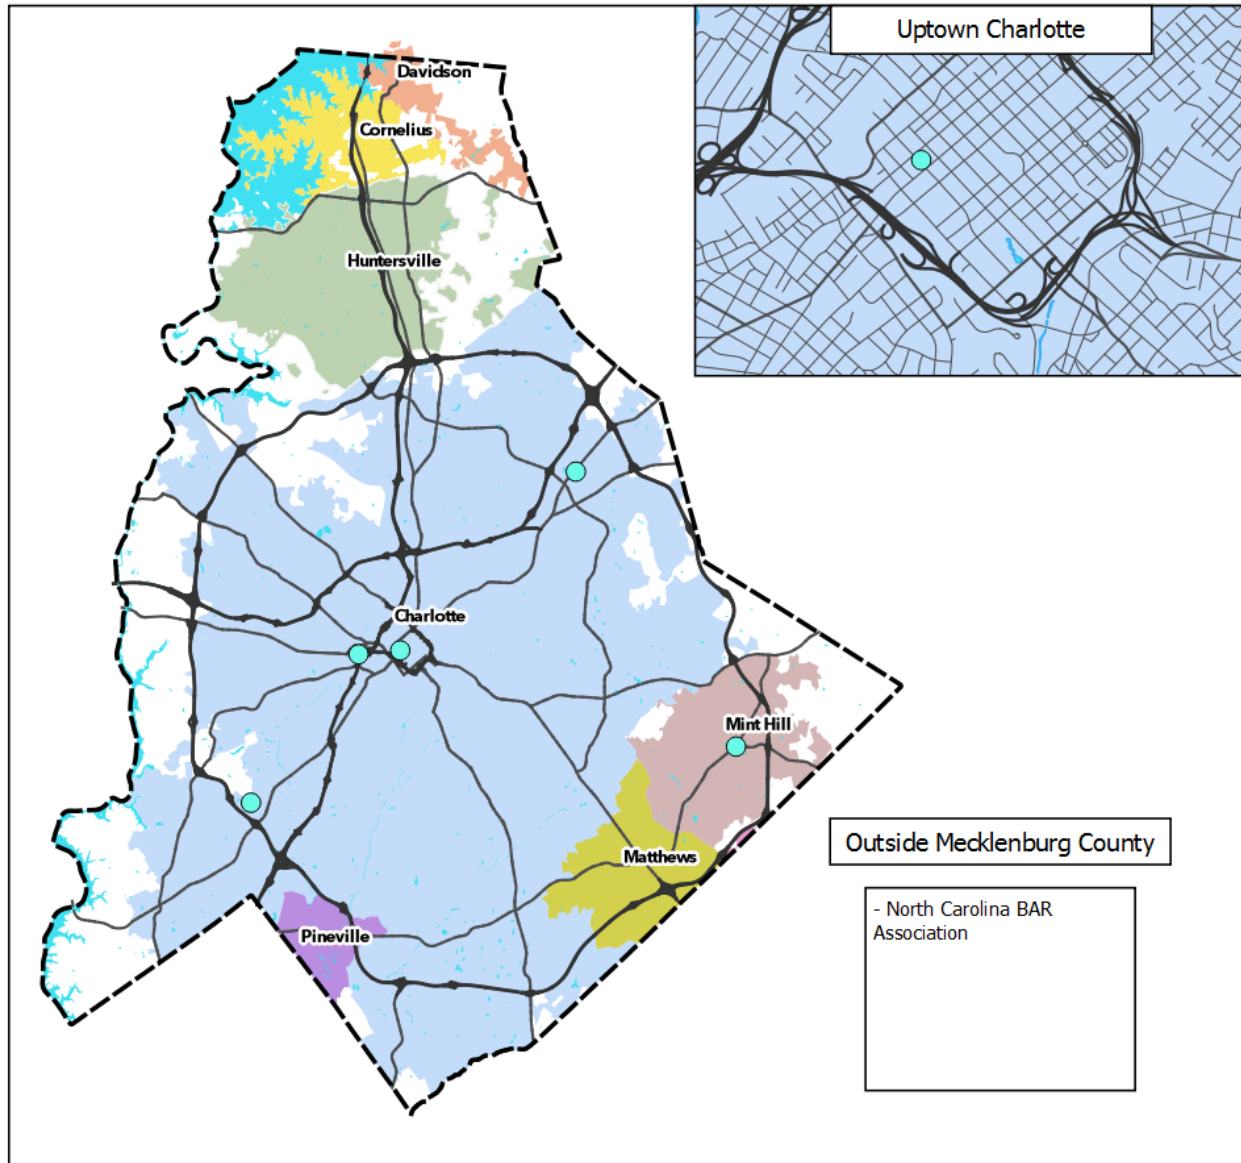 Uptown Charlotte
Davidson
Cornelius
Huntersville
Charlotte
Mint Hill
Matthews
Pineville
Outside Mecklenburg County
- North Carolina BAR
Association